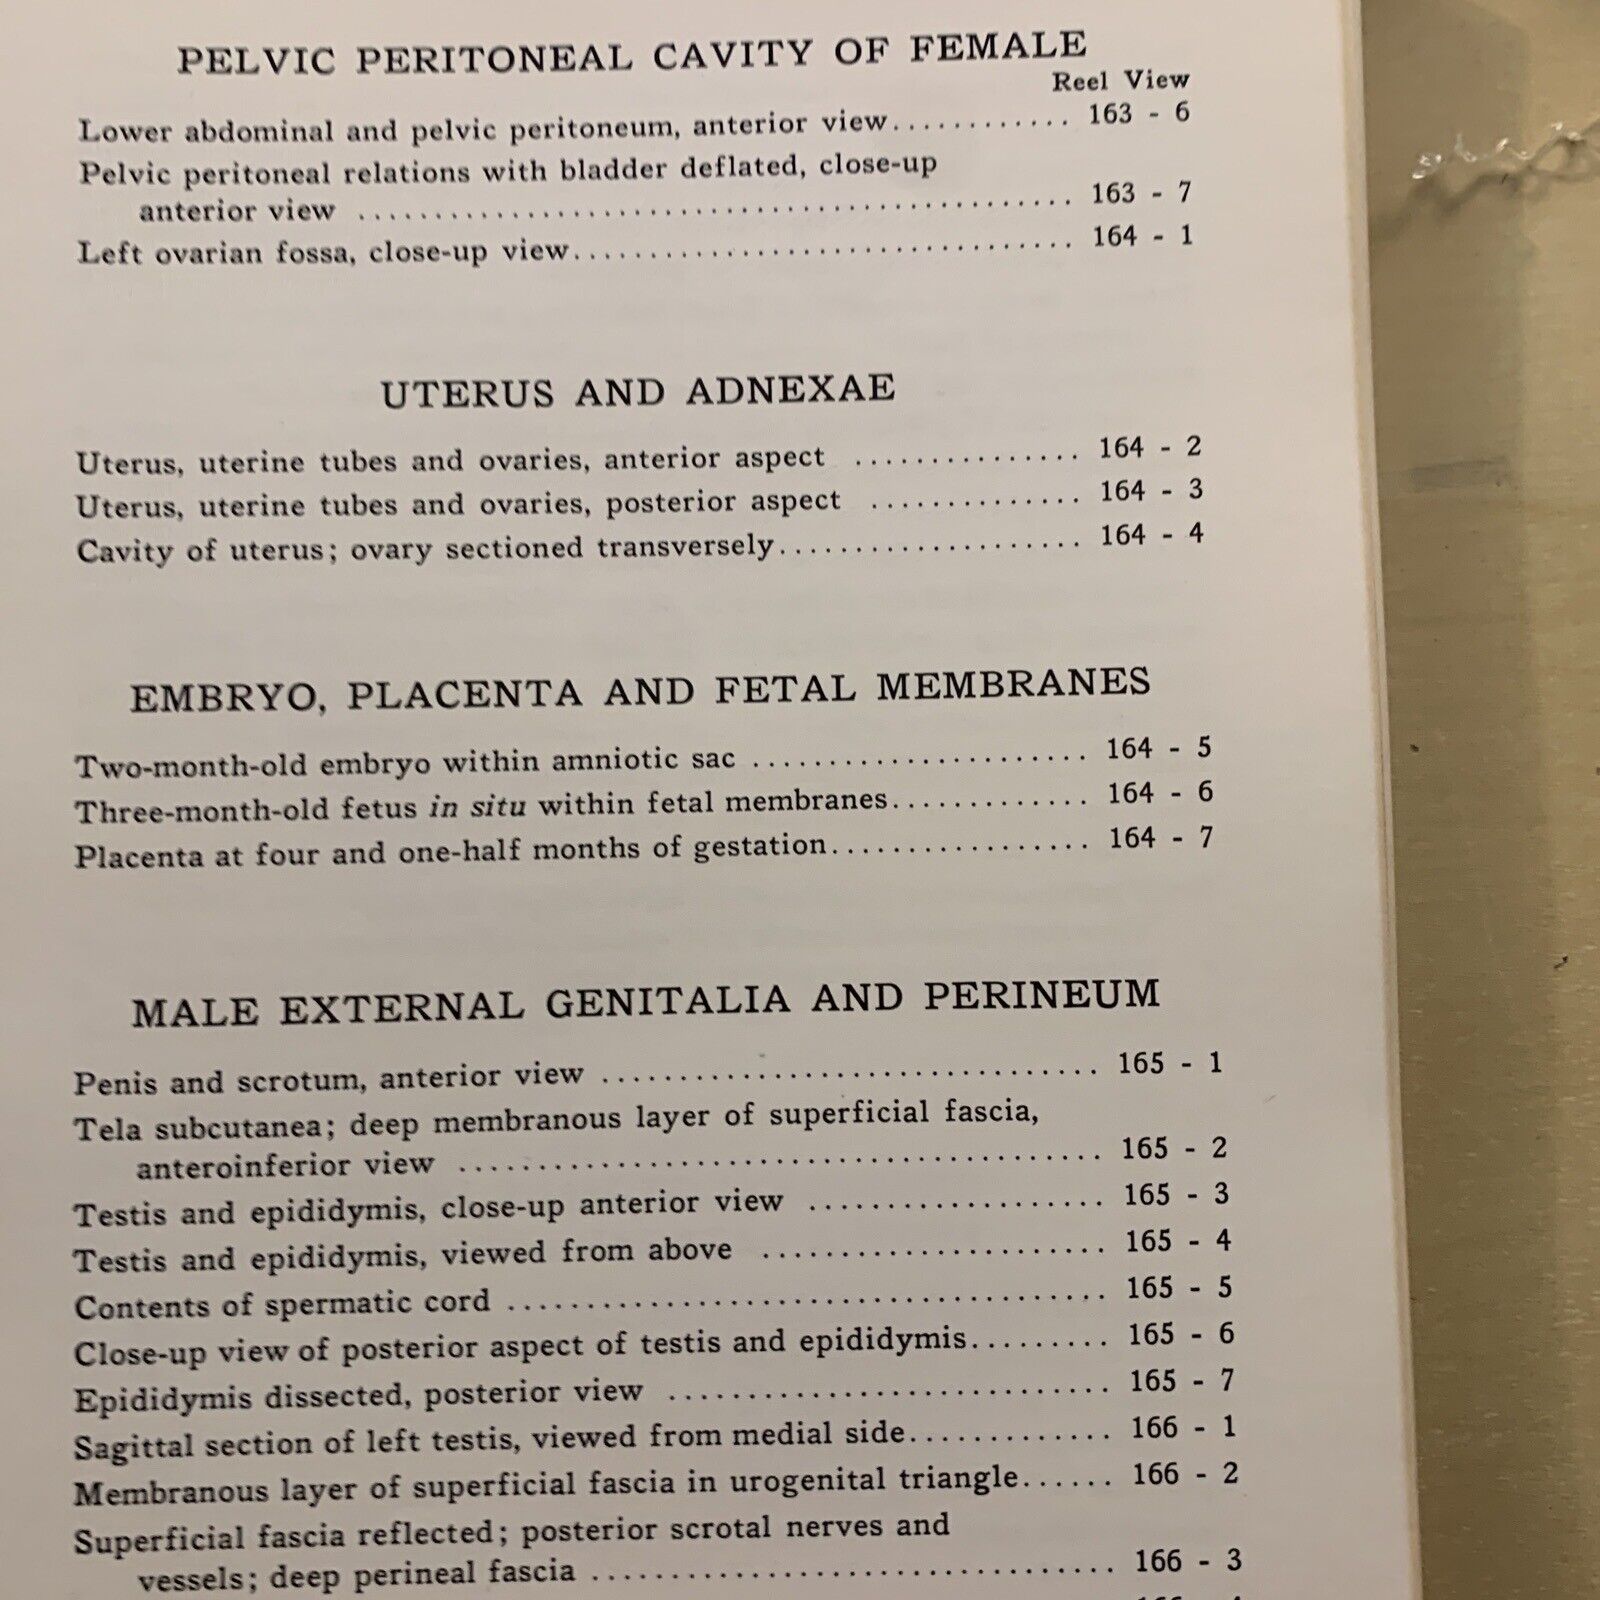 PELVIC PERITONEAL CAVITY OF FEMALE
Reel View
Lower abdominal and pelvic peritoneum, anterior view............ 163 - 6
Pelvic peritoneal relations with bladder deflated, close-up
anterior view ............................................... 163 - 7
Left ovarian fossa, close-up view................................. 164 - 1
UTERUS AND ADNEXAE
Uterus, uterine tubes and ovaries, anterior aspect ............... 164 - 2
Uterus, uterine tubes and ovaries, posterior aspect .............. 164 - 3
Cavity of uterus; ovary sectioned transversely.................... 164 - 4
EMBRYO, PLACENTA AND FETAL MEMBRANES
Two-month-old embryo within amniotic sac ...................... 164 - 5
Three-month-old fetus in situ within fetal membranes............. 164 - 6
Placenta at four and one-half months of gestation................. 164 - 7
MALE EXTERNAL GENITALIA AND PERINEUM
Penis and scrotum, anterior view ................................ 165 - 1
Tela subcutanea; deep membranous layer of superficial fascia,
anteroinferior view .......................................... 165 - 2
Testis and epididymis, close-up anterior view ................... 165 - 3
Testis and epididymis, viewed from above ...................... 165 - 4
Contents of spermatic cord ....................................... 165 - 5
Close-up view of posterior aspect of testis and epididymis......... 165 - 6
Epididymis dissected, posterior view ............................. 165 - 7
Sagittal section of left testis, viewed from medial side............. 166 - 1
Membranous layer of superficial fascia in urogenital triangle...... 166 - 2
Superficial fascia reflected; posterior scrotal nerves and
vessels; deep perineal fascia .................................. 166 - 3